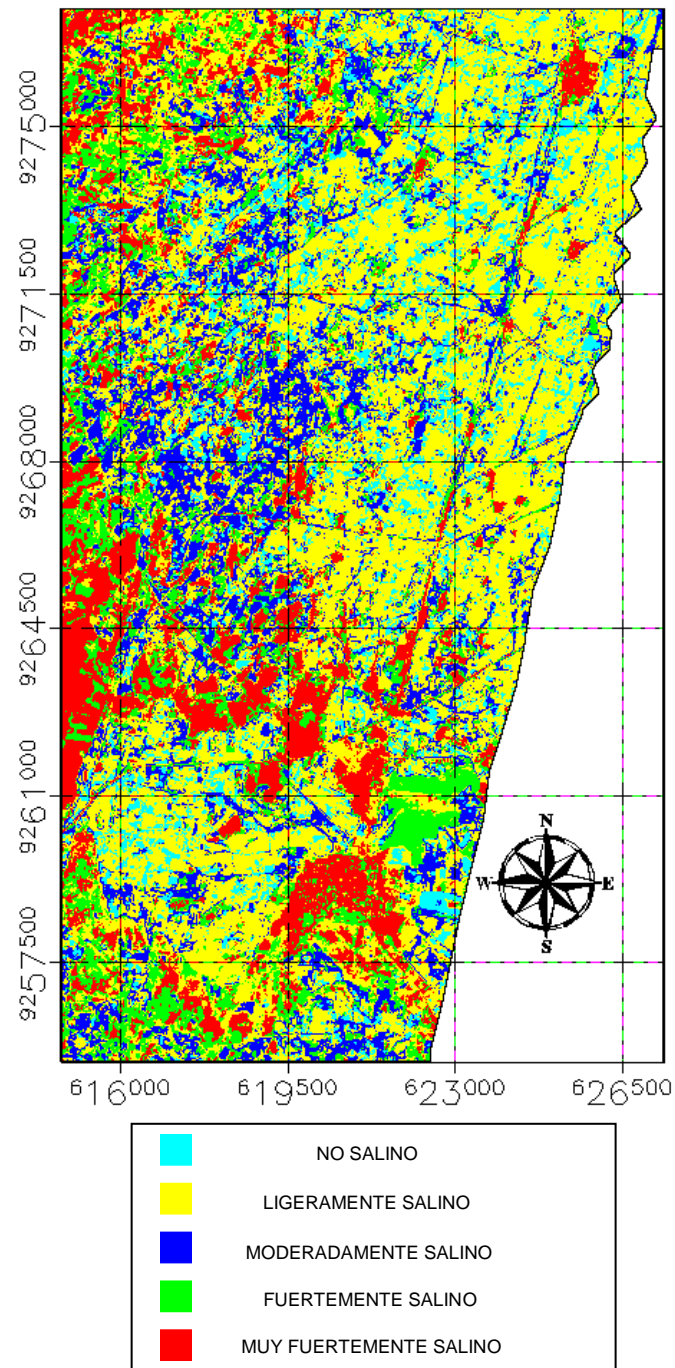 9275000
9271500
9268000
9264500
9261000
9257500
N
W E
S
616000 619500 623000 626500
NO SALINO
LIGERAMENTE SALINO
MODERADAMENTE SALINO
FUERTEMENTE SALINO
MUY FUERTEMENTE SALINO